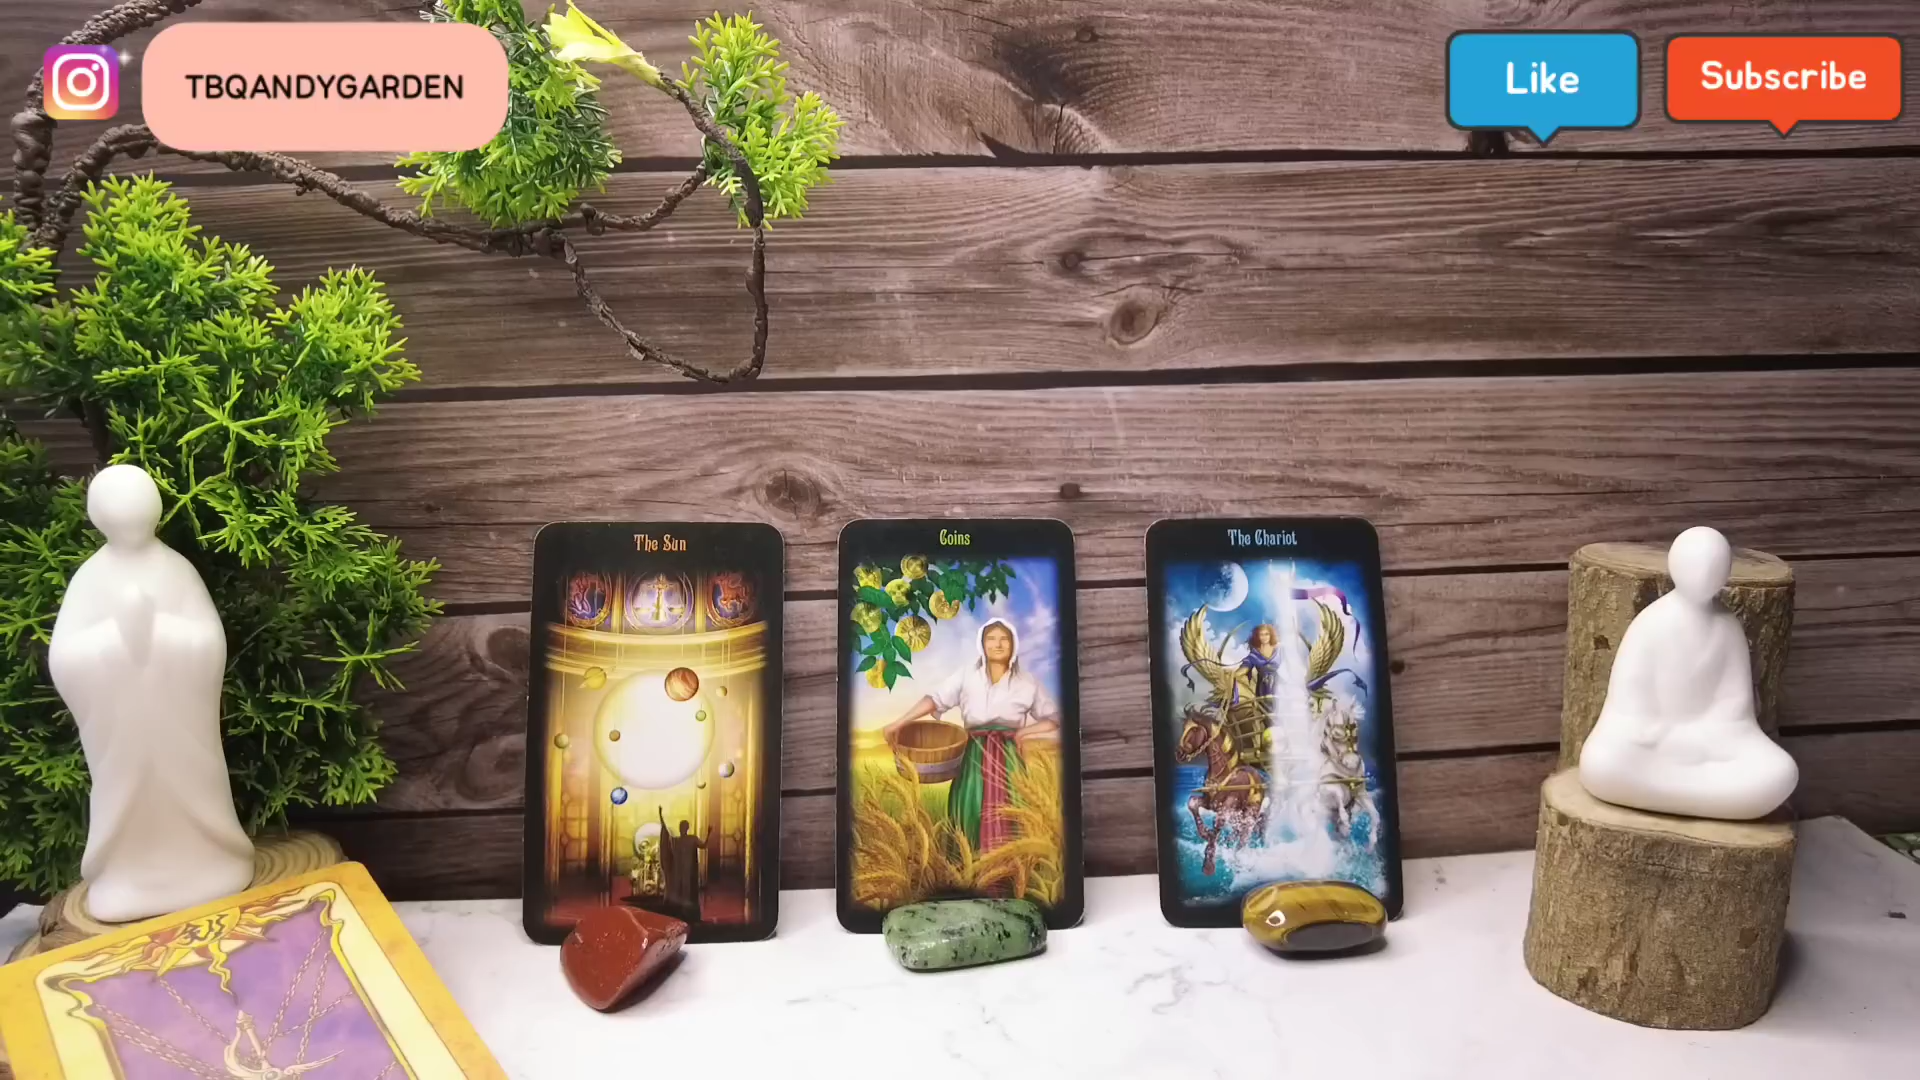 TBQANDYGARDEN
Like
Subscribe
The Sun
Coins
The Chariot